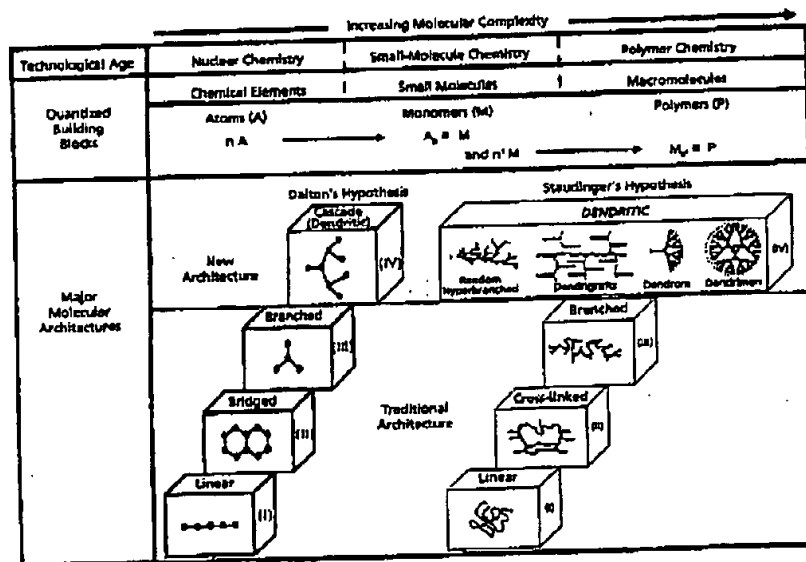 Increasing Molecular Complexity
Technological Age
Nuclear Chemistry
Small-Molecule Chemistry
Polymer Chemistry
Chemical Elements
Small Molecules
Macromolecules
Quantized
Building
Blocks
Atoms (A)
Monomers (M)
Polymers (P)
n A
M
and n' M
P
Major
Molecular
Architectures
Dalton's Hypothesis
Staudinger's Hypothesis
New
Architecture
Cascade
(Dendritic)
(IV)
DENDRITIC
Random
Hyperbranched
Dendrigrafts
Dendrons
Dendrimers
(IV)
Branched
(III)
Branched
(III)
Traditional
Architecture
Bridged
(II)
Cross-linked
(II)
Linear
(I)
Linear
(I)